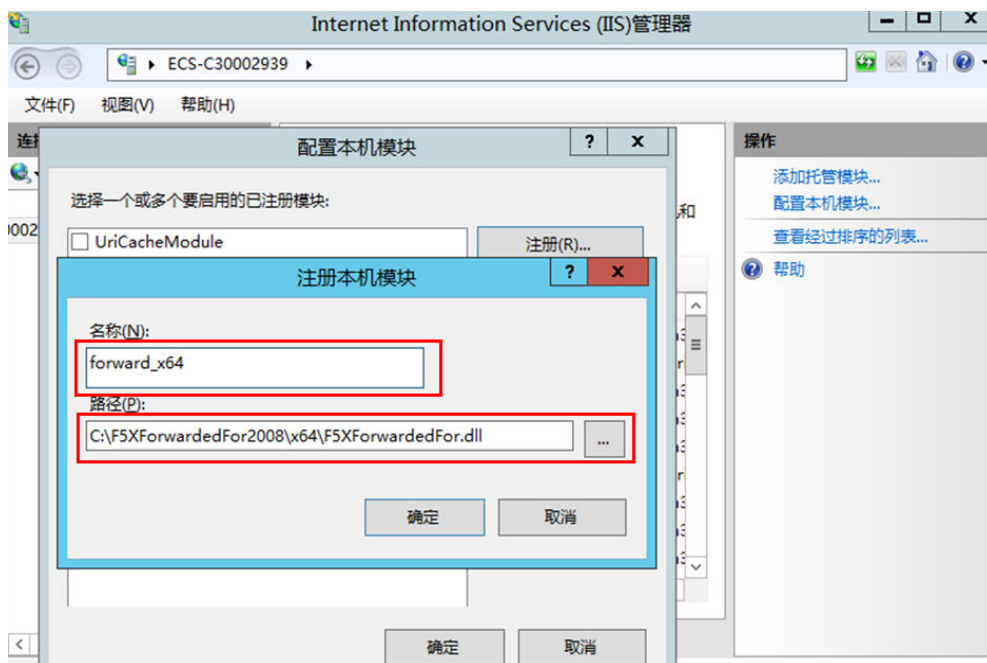 Internet Information Services (IIS)管理器
ECS-C30002939
文件(F) 视图(V) 帮助(H)
配置本机模块
选择一个或多个要启用的已注册模块:
UriCacheModule
注册(R)...
注册本机模块
名称(N):
forward_x64
路径(P):
C:\F5XForwardedFor2008\x64\F5XForwardedFor.dll
...
确定
取消
确定
取消
和
操作
添加托管模块...
配置本机模块...
查看经过排序的列表...
帮助